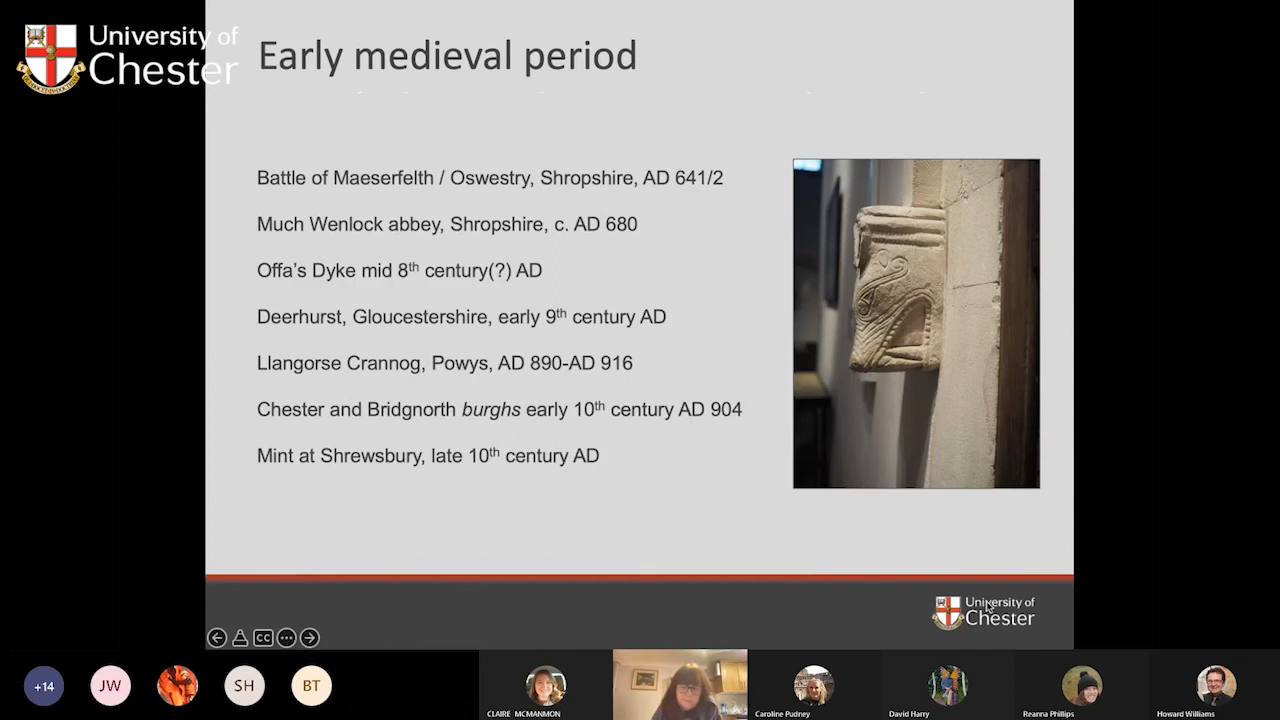 University of
Chester
Early medieval period
Battle of Maeserfelth / Oswestry, Shropshire, AD 641/2
Much Wenlock abbey, Shropshire, c. AD 680
Offa's Dyke mid 8th century(?) AD
Deerhurst, Gloucestershire, early 9th century AD
Llangorse Crannog, Powys, AD 890-AD 916
Chester and Bridgnorth burghs early 10th century AD 904
Mint at Shrewsbury, late 10th century AD
University of
Chester
CC
+14
JW
SH
BT
CLAIRE MCMANMON
Caroline Pudney
David Harry
Reanna Phillips
Howard Williams